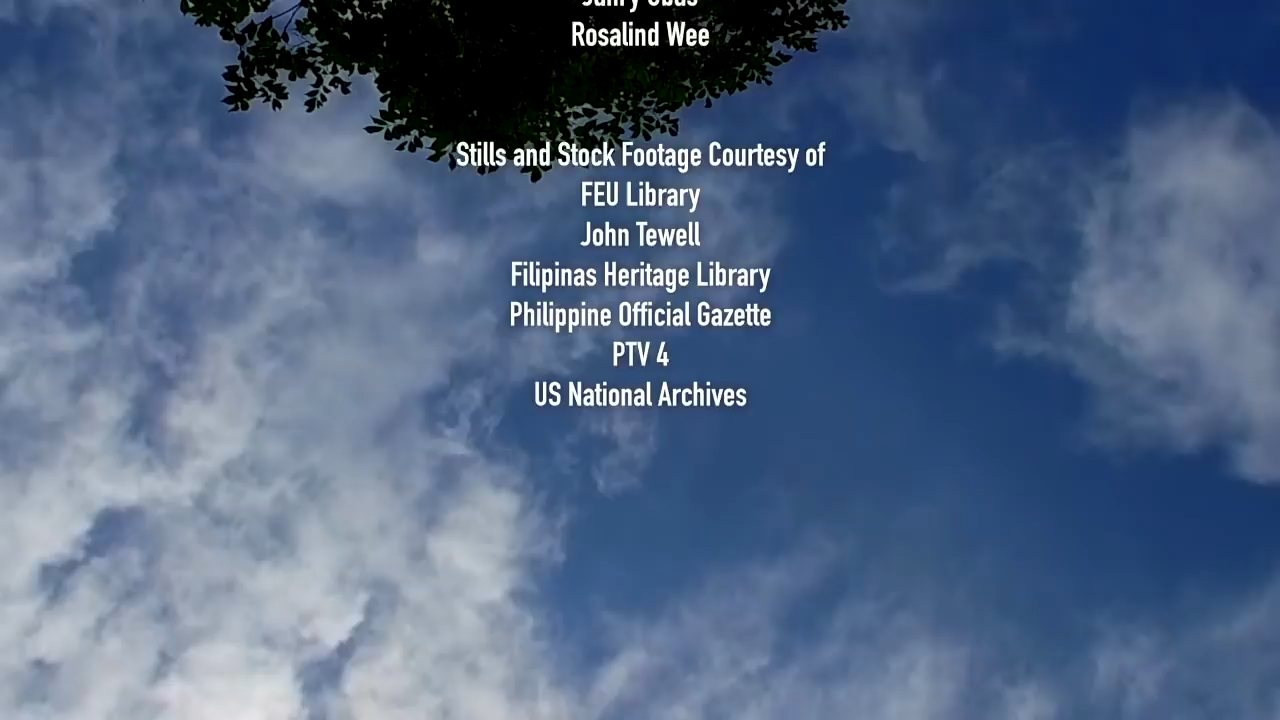 Rosalind Wee
Stills and Stock Footage Courtesy of
FEU Library
John Tewell
Filipinas Heritage Library
Philippine Official Gazette
PTV 4
US National Archives